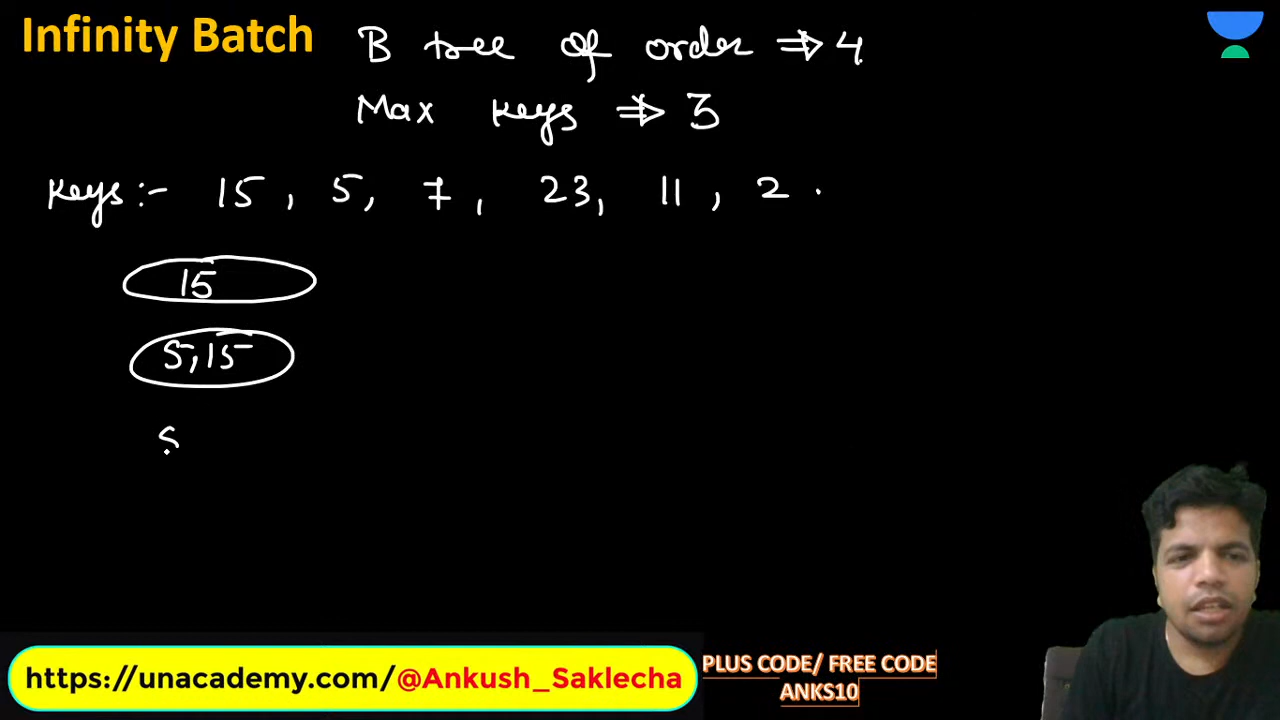 Infinity Batch
B tree of order ⇒ 4
Max keys ⇒ 3
Keys :- 15, 5, 7, 23, 11, 2.
15
5,15
5
https://unacademy.com/@Ankush_Saklecha
PLUS CODE/ FREE CODE
ANKS10